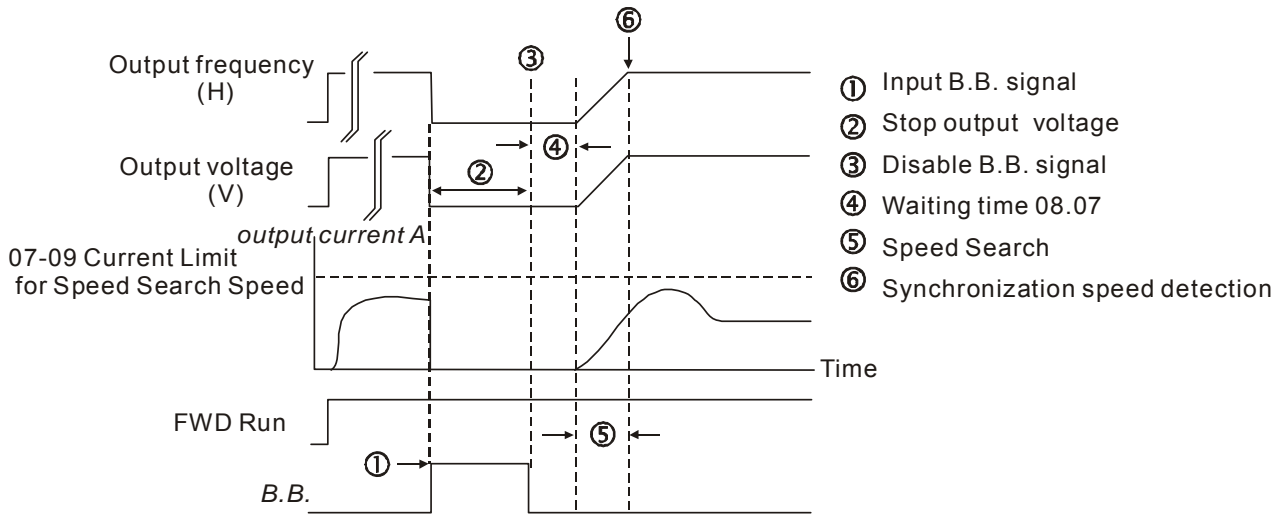 ⑥
Output frequency
(H)
③
① Input B.B. signal
② Stop output voltage
④
Output voltage
(V)
②
③ Disable B.B. signal
④ Waiting time 08.07
output current A
⑤ Speed Search
07-09 Current Limit
for Speed Search Speed
⑥ Synchronization speed detection
Time
FWD Run
⑤
①
B.B.